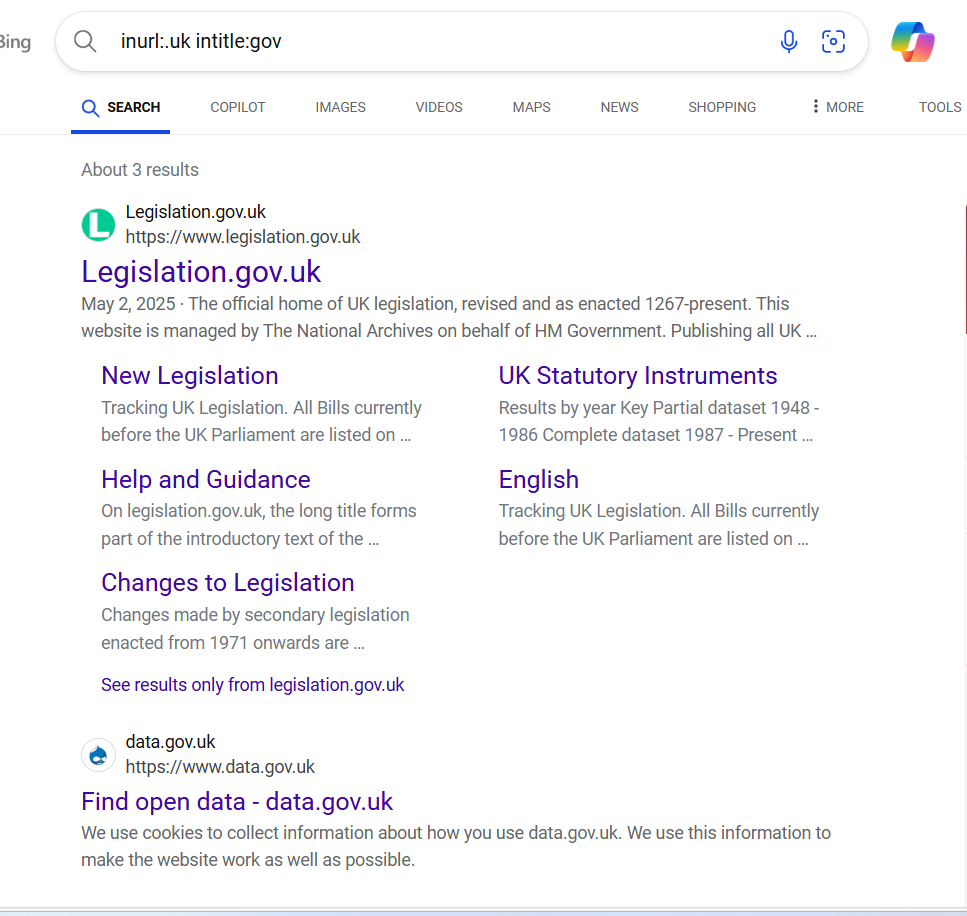 Bing
inurl:.uk intitle:gov
SEARCH
COPILOT
IMAGES
VIDEOS
MAPS
NEWS
SHOPPING
MORE
TOOLS
About 3 results
L
Legislation.gov.uk
https://www.legislation.gov.uk
Legislation.gov.uk
May 2, 2025 · The official home of UK legislation, revised and as enacted 1267-present. This
website is managed by The National Archives on behalf of HM Government. Publishing all UK ...
New Legislation
Tracking UK Legislation. All Bills currently
before the UK Parliament are listed on ...
UK Statutory Instruments
Results by year Key Partial dataset 1948 -
1986 Complete dataset 1987 - Present ...
Help and Guidance
On legislation.gov.uk, the long title forms
part of the introductory text of the ...
English
Tracking UK Legislation. All Bills currently
before the UK Parliament are listed on ...
Changes to Legislation
Changes made by secondary legislation
enacted from 1971 onwards are ...
See results only from legislation.gov.uk
data.gov.uk
https://www.data.gov.uk
Find open data - data.gov.uk
We use cookies to collect information about how you use data.gov.uk. We use this information to
make the website work as well as possible.